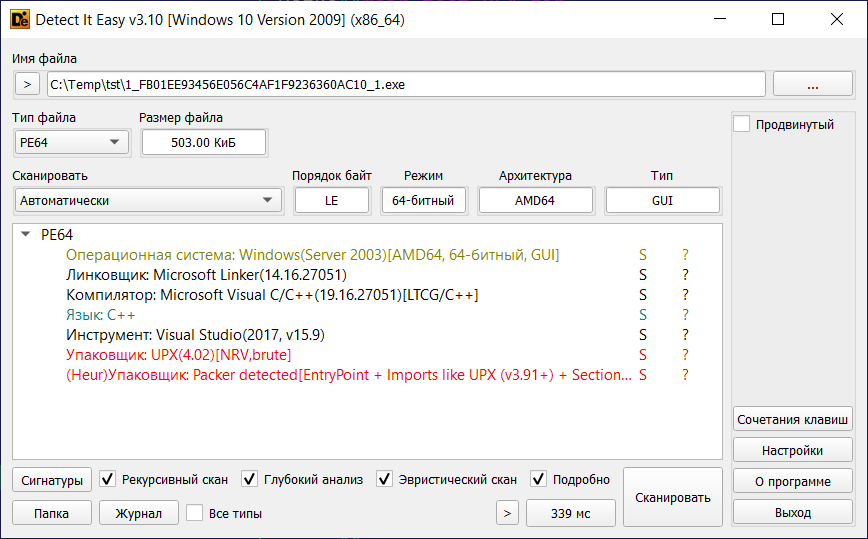 Detect It Easy v3.10 [Windows 10 Version 2009] (x86_64)
Имя файла
> C:\Temp\tst\1_FB01EE93456E056C4AF1F9236360AC10_1.exe ...
Тип файла Размер файла
PE64 503.00 КиБ
Продвинутый
Сканировать Порядок байт Режим Архитектура Тип
Автоматически LE 64-битный AMD64 GUI
PE64
Операционная система: Windows(Server 2003)[AMD64, 64-битный, GUI] S ?
Линковщик: Microsoft Linker(14.16.27051) S ?
Компилятор: Microsoft Visual C/C++(19.16.27051)[LTCG/C++] S ?
Язык: C++ S ?
Инструмент: Visual Studio(2017, v15.9) S ?
Упаковщик: UPX(4.02)[NRV,brute] S ?
(Heur)Упаковщик: Packer detected[EntryPoint + Imports like UPX (v3.91+) + Section... S ?
Сочетания клавиш
Настройки
О программе
Выход
Сигнатуры Рекурсивный скан Глубокий анализ Эвристический скан Подробно
Сканировать
Папка Журнал Все типы > 339 мс